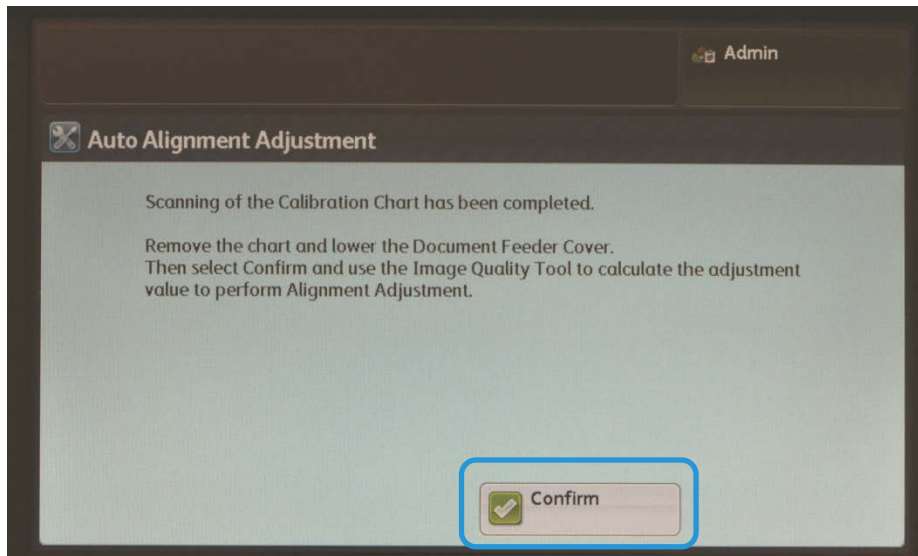 Admin
Auto Alignment Adjustment
Scanning of the Calibration Chart has been completed.
Remove the chart and lower the Document Feeder Cover.
Then select Confirm and use the Image Quality Tool to calculate the adjustment
value to perform Alignment Adjustment.
Confirm